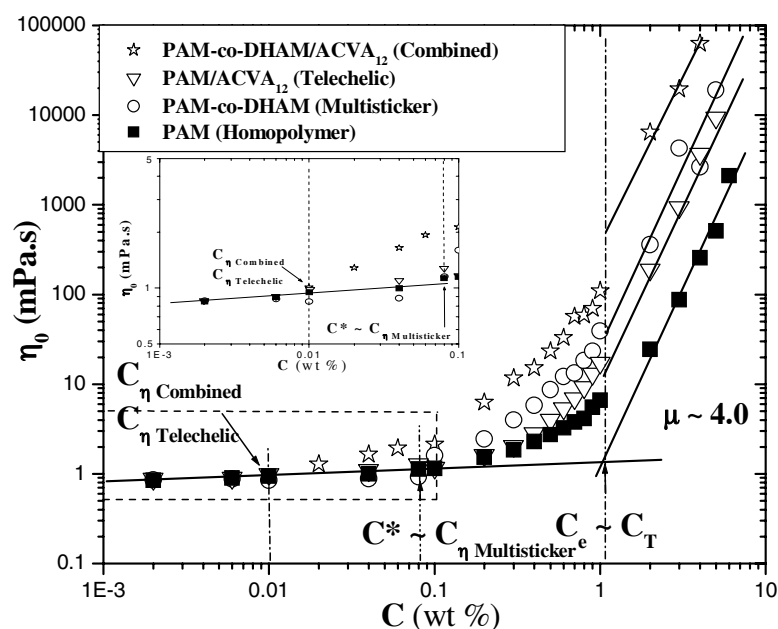 PAM-co-DHAM/ACVA12 (Combined)
PAM/ACVA12 (Telechelic)
PAM-co-DHAM (Multisticker)
PAM (Homopolymer)
100000
10000
1000
100
10
1
0.1
η0 (mPa.s)
5
1
0.5
η0 (mPa.s)
Cη Combined
Cη Telechelic
C* ~ Cη Multisticker
1E-3 0.01 0.1
C (wt %)
Cη Combined
Cη Telechelic
μ ~ 4.0
C* ~ Cη Multisticker
Ce ~ CT
1E-3 0.01 0.1 1 10
C (wt %)